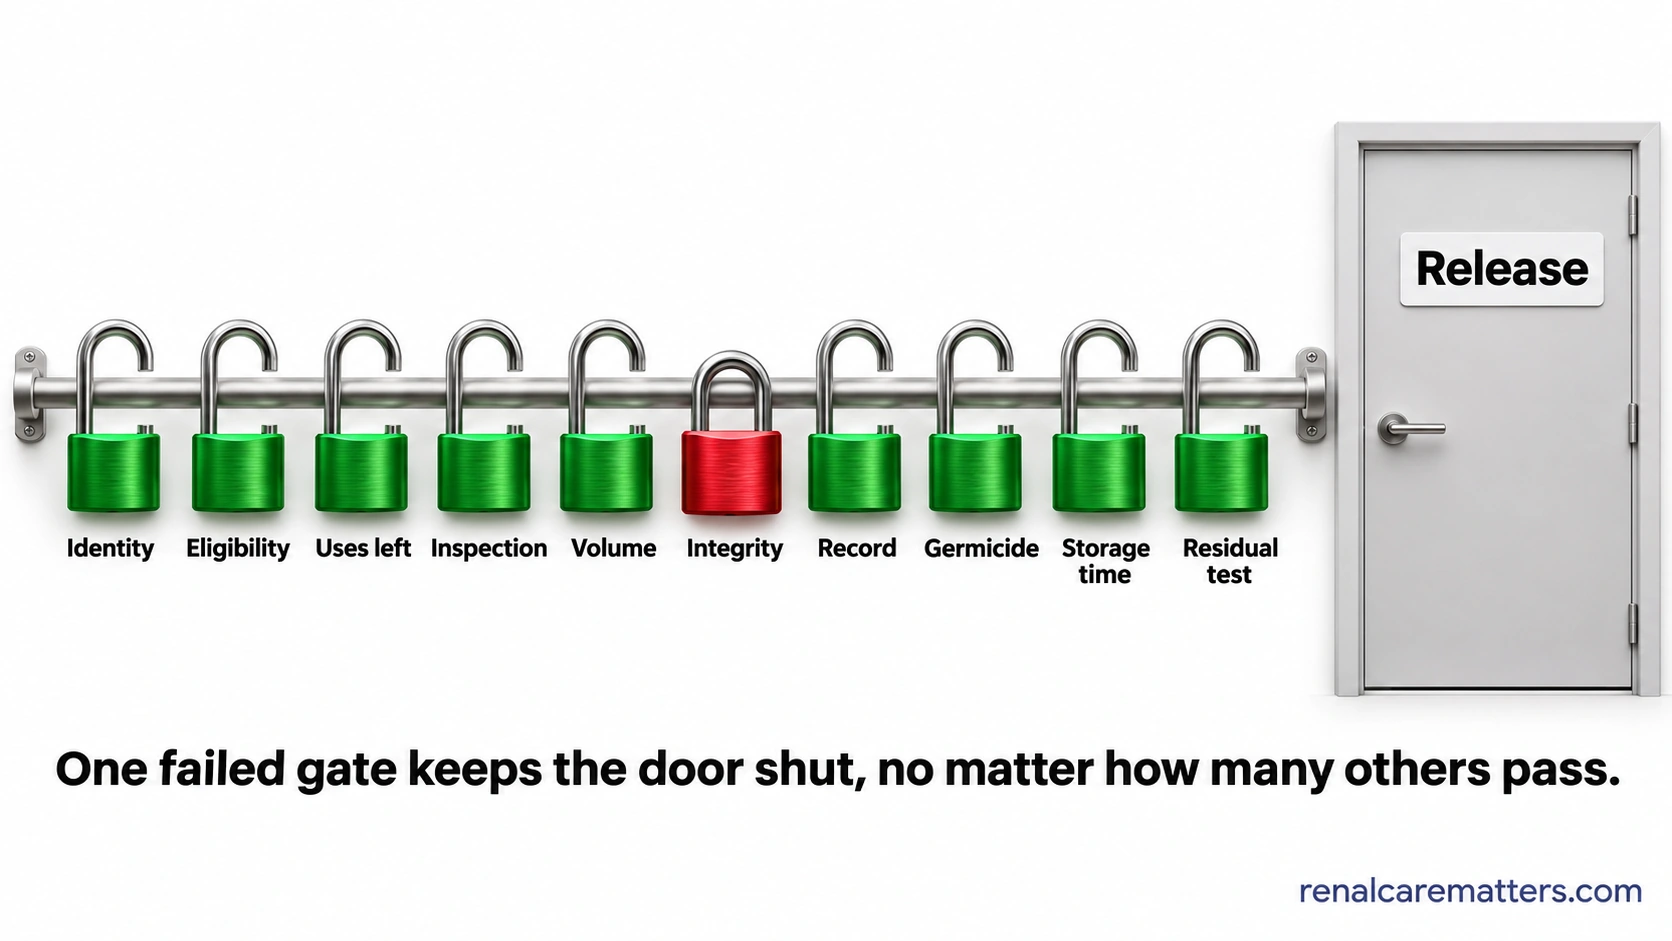 Release
Identity
Eligibility
Uses left
Inspection
Volume
Integrity
Record
Germicide
Storage
time
Residual
test
One failed gate keeps the door shut, no matter how many others pass.
renalcarematters.com